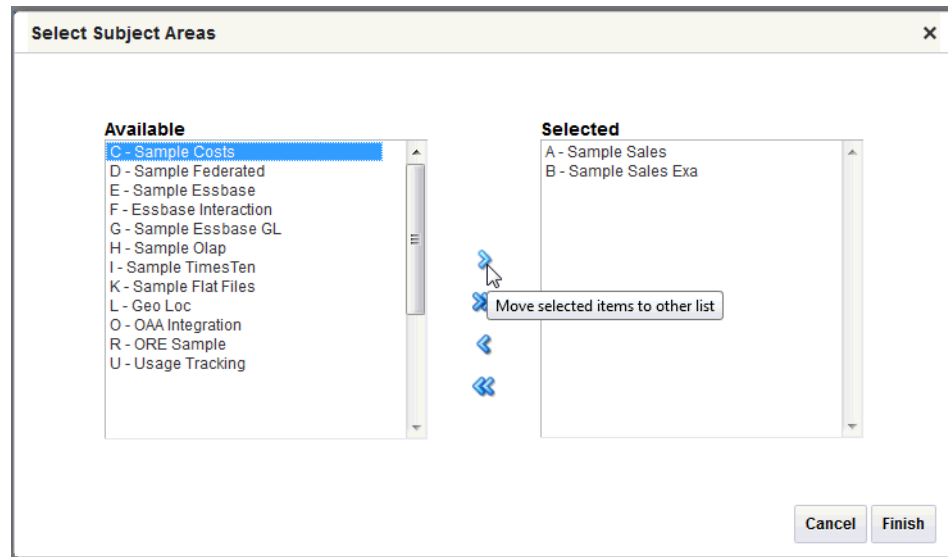 Select Subject Areas
Available
C - Sample Costs
D - Sample Federated
E - Sample Essbase
F - Essbase Interaction
G - Sample Essbase GL
H - Sample Olap
I - Sample TimesTen
K - Sample Flat Files
L - Geo Loc
O - OAA Integration
R - ORE Sample
U - Usage Tracking
Selected
A - Sample Sales
B - Sample Sales Exa
Move selected items to other list
Cancel
Finish